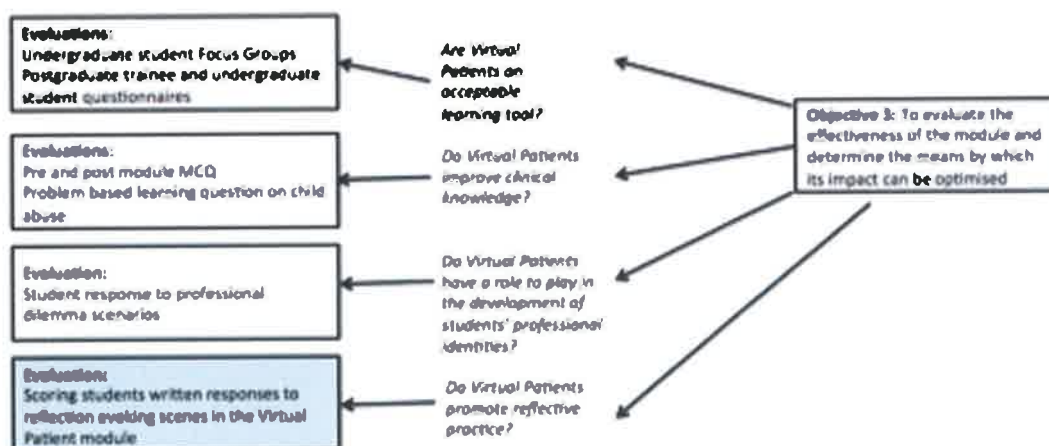 Evaluations:
Undergraduate student Focus Groups
Postgraduate trainee and undergraduate
student questionnaires
Are Virtual
Patients an
acceptable
learning tool?
Objective 3: To evaluate the
effectiveness of the module and
determine the means by which
its impact can be optimised
Evaluations:
Pre and post module MCQ
Problem based learning question on child
abuse
Do Virtual Patients
improve clinical
knowledge?
Evaluation:
Student response to professional
dilemma scenarios
Do Virtual Patients
have a role to play in
the development of
students' professional
identities?
Evaluation:
Scoring students written responses to
reflection evoking scenes in the Virtual
Patient module
Do Virtual Patients
promote reflective
practice?